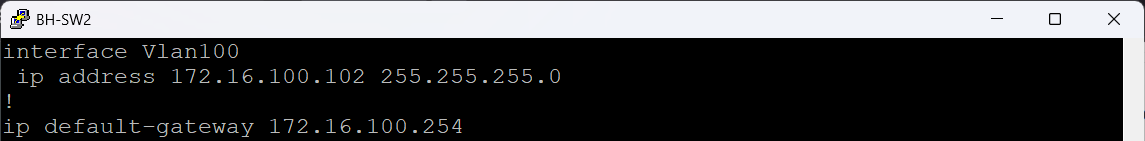 BH-SW2
interface Vlan100
 ip address 172.16.100.102 255.255.255.0
!
ip default-gateway 172.16.100.254